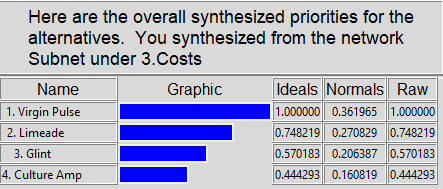 Here are the overall synthesized priorities for the
alternatives. You synthesized from the network
Subnet under 3.Costs
Name Graphic Ideals Normals Raw
1. Virgin Pulse 1.000000 0.361965 1.000000
2. Limeade 0.748219 0.270829 0.748219
3. Glint 0.570183 0.206387 0.570183
4. Culture Amp 0.444293 0.160819 0.444293